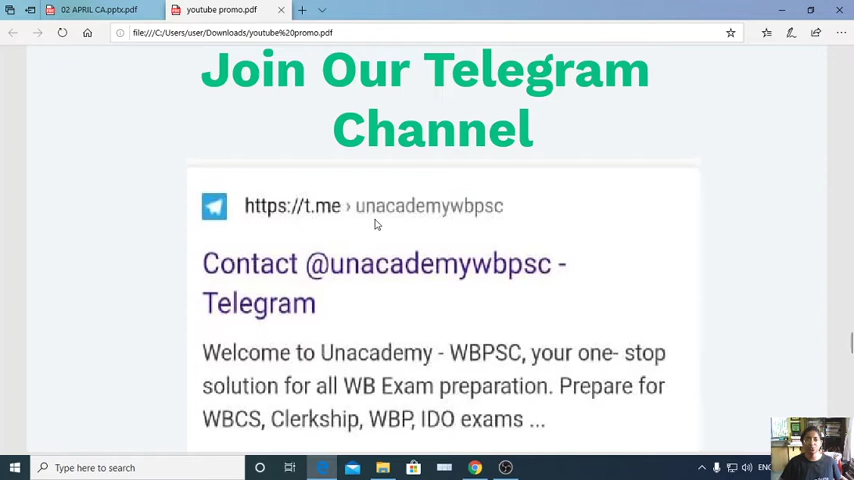 02 APRIL CA.pptx.pdf
youtube promo.pdf
file:///C:/Users/user/Downloads/youtube%20promo.pdf
Join Our Telegram
Channel
https://t.me › unacademywbpsc
Contact @unacademywbpsc -
Telegram
Welcome to Unacademy - WBPSC, your one- stop
solution for all WB Exam preparation. Prepare for
WBCS, Clerkship, WBP, IDO exams ...
Type here to search
ENG